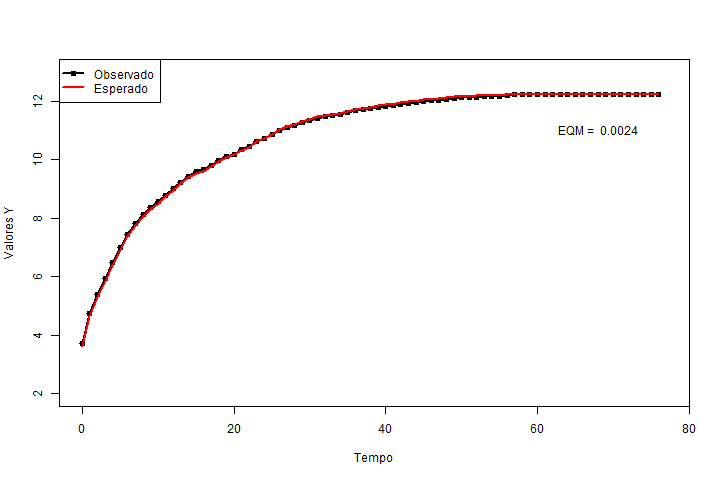 Observado
Esperado
EQM = 0.0024
Valores Y
12
10
8
6
4
2
0
20
40
60
80
Tempo